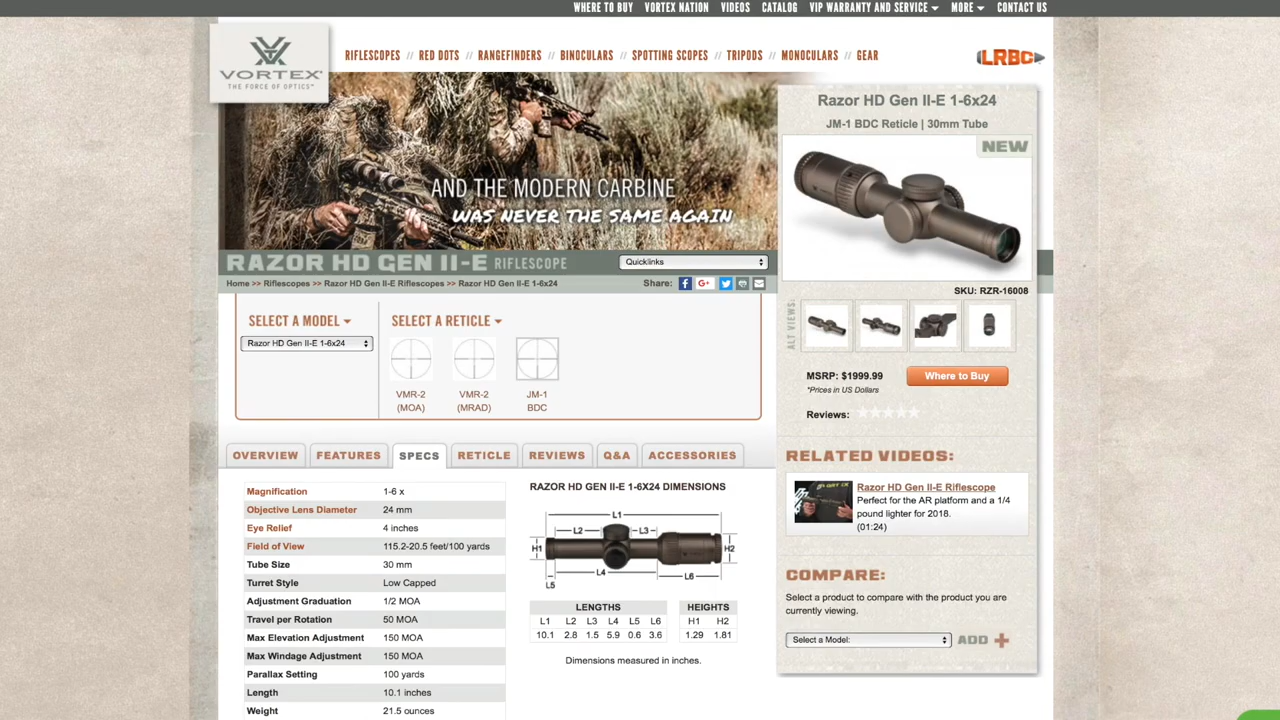 WHERE TO BUY VORTEX NATION VIDEOS CATALOG VIP WARRANTY AND SERVICE MORE CONTACT US
VORTEX
THE FORCE OF OPTICS™
RIFLESCOPES // RED DOTS // RANGEFINDERS // BINOCULARS // SPOTTING SCOPES // TRIPODS // MONOCULARS // GEAR
LRBC
AND THE MODERN CARBINE
WAS NEVER THE SAME AGAIN
RAZOR HD GEN II-E RIFLESCOPE
Quicklinks
Home >> Riflescopes >> Razor HD Gen II-E Riflescopes >> Razor HD Gen II-E 1-6x24
Share:
SELECT A MODEL
Razor HD Gen II-E 1-6x24
SELECT A RETICLE
VMR-2
(MOA)
VMR-2
(MRAD)
JM-1
BDC
OVERVIEW FEATURES SPECS RETICLE REVIEWS Q&A ACCESSORIES
Magnification 1-6 x
Objective Lens Diameter 24 mm
Eye Relief 4 inches
Field of View 115.2-20.5 feet/100 yards
Tube Size 30 mm
Turret Style Low Capped
Adjustment Graduation 1/2 MOA
Travel per Rotation 50 MOA
Max Elevation Adjustment 150 MOA
Max Windage Adjustment 150 MOA
Parallax Setting 100 yards
Length 10.1 inches
Weight 21.5 ounces
RAZOR HD GEN II-E 1-6X24 DIMENSIONS
L1
L2 L3
H1 H2
L4 L6
L5
LENGTHS HEIGHTS
L1 L2 L3 L4 L5 L6 H1 H2
10.1 2.8 1.5 5.9 0.6 3.6 1.29 1.81
Dimensions measured in inches.
Razor HD Gen II-E 1-6x24
JM-1 BDC Reticle | 30mm Tube
NEW
SKU: RZR-16008
ALT VIEWS:
MSRP: $1999.99
*Prices in US Dollars
Where to Buy
Reviews:
RELATED VIDEOS:
Razor HD Gen II-E Riflescope
Perfect for the AR platform and a 1/4
pound lighter for 2018.
(01:24)
COMPARE:
Select a product to compare with the product you are
currently viewing.
Select a Model:
ADD